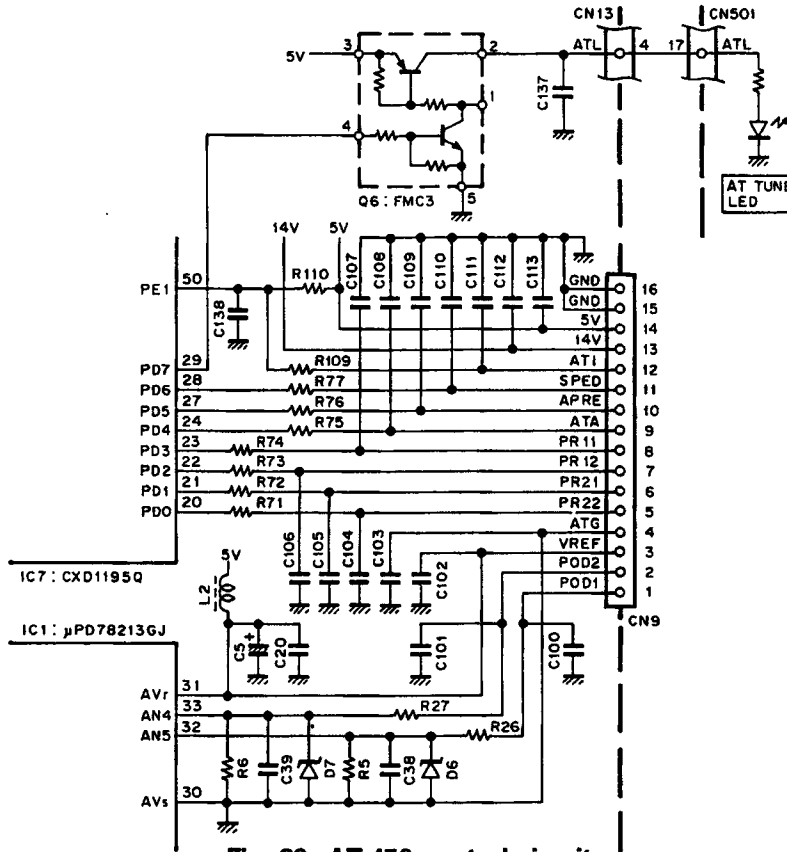 CN13 CN501
ATL 4 17 ATL
5V 3 2
1
4
C137
5
Q6: FMC3
AT TUNE
LED
14V 5V
C107 C108 C109 C110 C111 C112 C113
PE1 50 R110 GND 16
C138 GND 15
5V 14
14V 13
PD7 29 R109 ATI 12
PD6 28 R77 SPED 11
PD5 27 R76 APRE 10
PD4 24 R75 ATA 9
PD3 23 R74 PR11 8
PD2 22 R73 PR12 7
PD1 21 R72 PR21 6
PD0 20 R71 PR22 5
ATG 4
VREF 3
POD2 2
POD1 1
C106 C105 C104 C103 C102
IC7: CXD1195Q
5V
L2
CN9
IC1: μPD78213GJ
C5 + C20 C101 C100
AVr 31
AN4 33 R27
AN5 32 R26
R6 C39 D7 R5 C38 D6
AVs 30